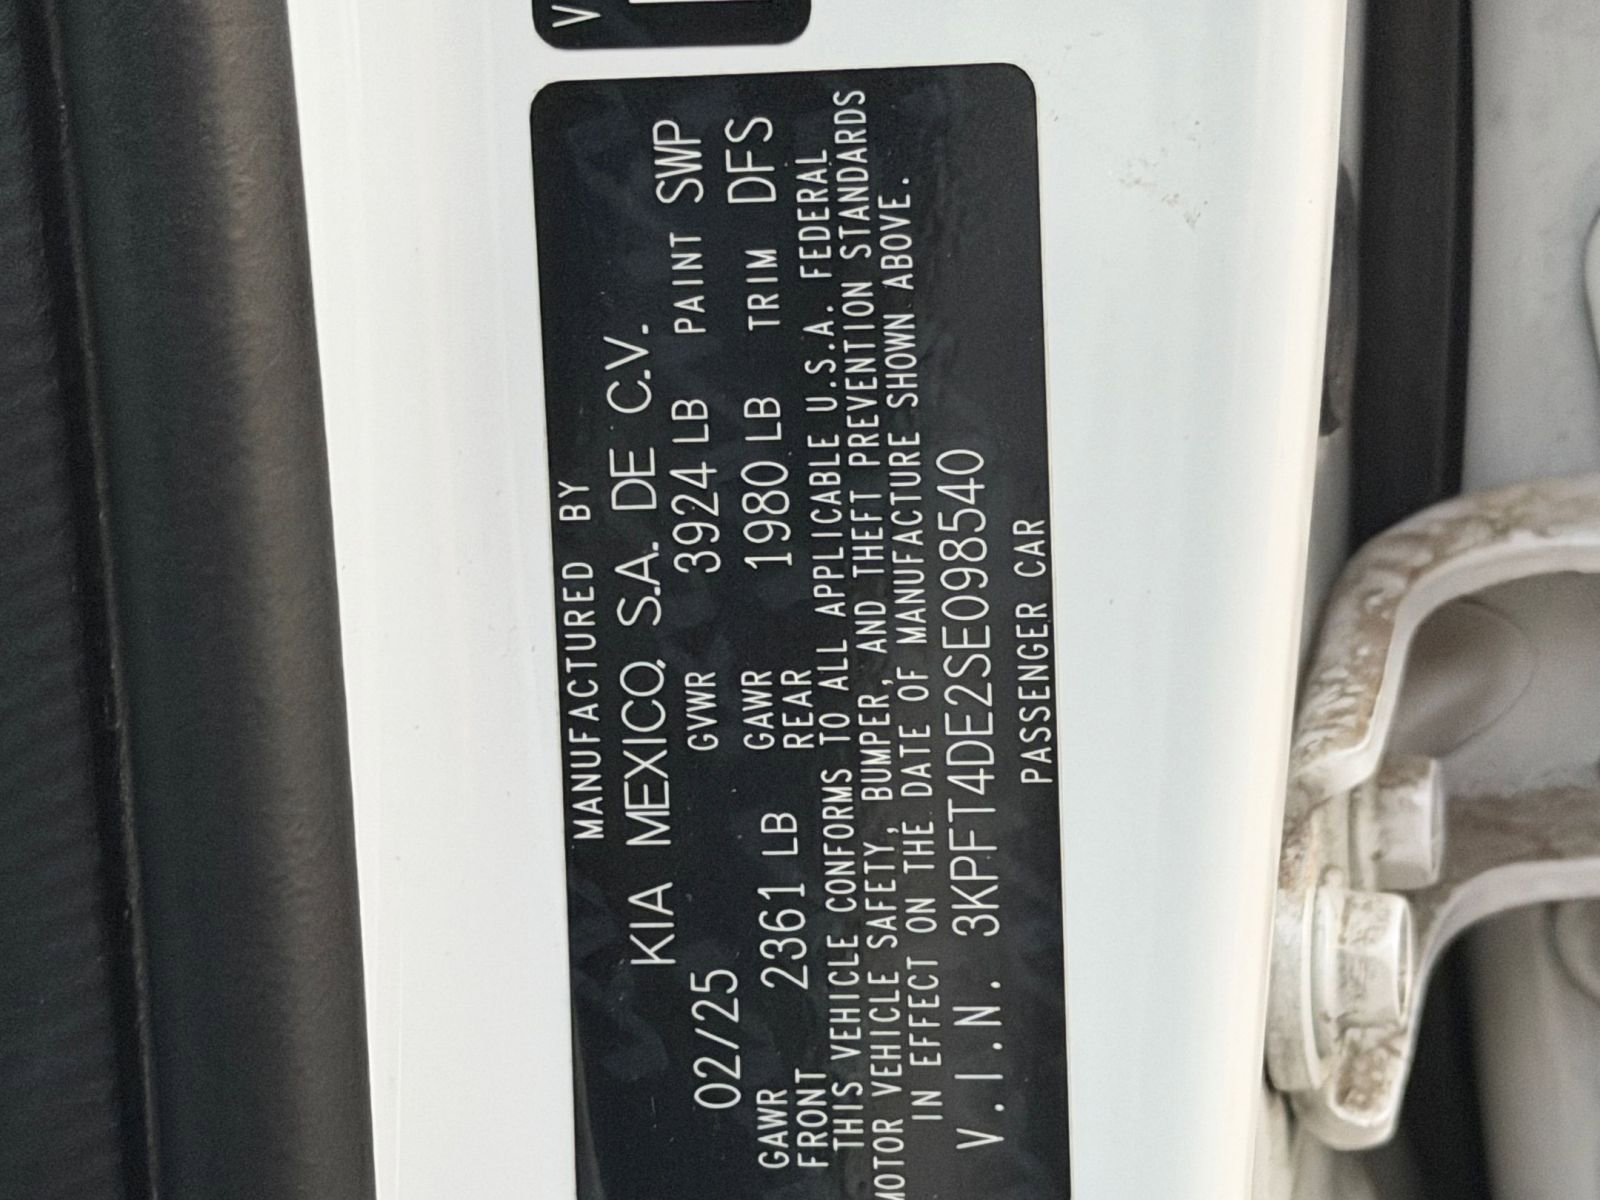 V
MANUFACTURED BY
KIA MEXICO, S.A. DE C.V.
02/25 GVWR 3924 LB PAINT SWP
GAWR FRONT 2361 LB GAWR REAR 1980 LB TRIM DFS
THIS VEHICLE CONFORMS TO ALL APPLICABLE U.S.A. FEDERAL
MOTOR VEHICLE SAFETY, BUMPER, AND THEFT PREVENTION STANDARDS
IN EFFECT ON THE DATE OF MANUFACTURE SHOWN ABOVE.
V.I.N. 3KPFT4DE2SE098540
PASSENGER CAR